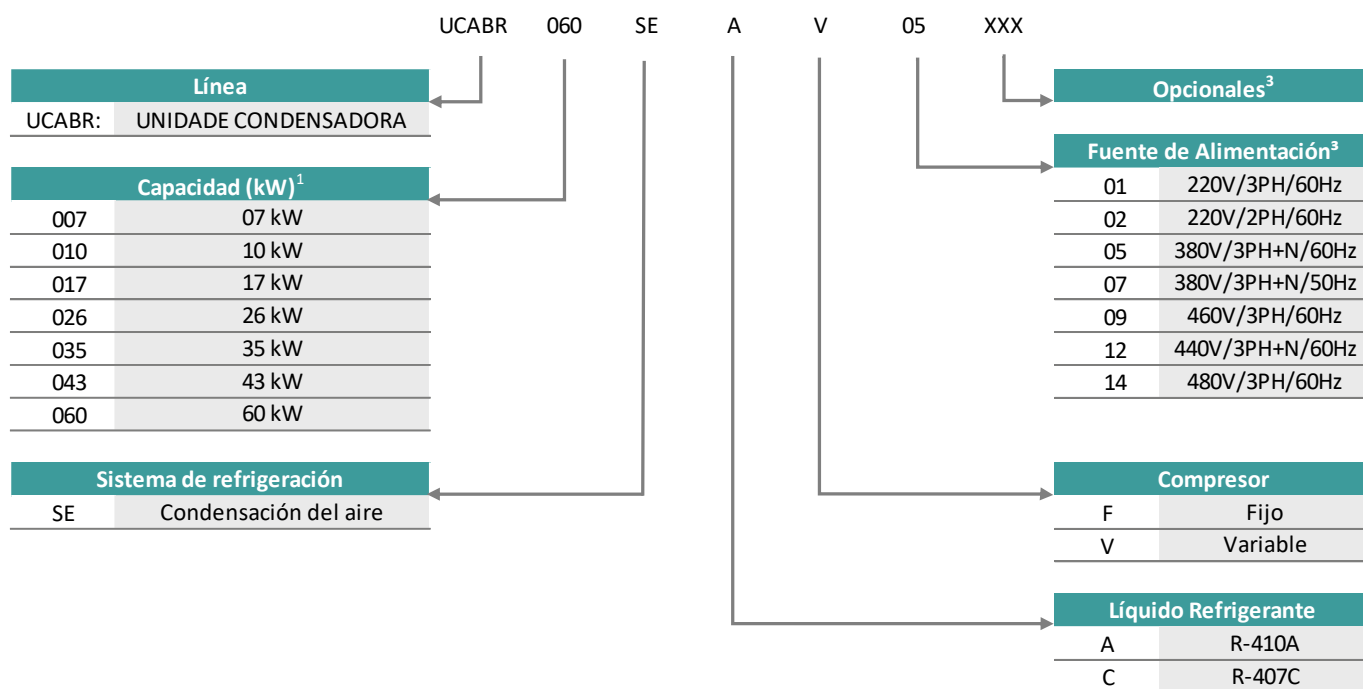 UCABR 060 SE A V 05 XXX
Línea
UCABR: UNIDADE CONDENSADORA
Capacidad (kW)¹
007 07 kW
010 10 kW
017 17 kW
026 26 kW
035 35 kW
043 43 kW
060 60 kW
Sistema de refrigeración
SE Condensación del aire
Opcionales³
Fuente de Alimentación³
01 220V/3PH/60Hz
02 220V/2PH/60Hz
05 380V/3PH+N/60Hz
07 380V/3PH+N/50Hz
09 460V/3PH/60Hz
12 440V/3PH+N/60Hz
14 480V/3PH/60Hz
Compresor
F Fijo
V Variable
Líquido Refrigerante
A R-410A
C R-407C